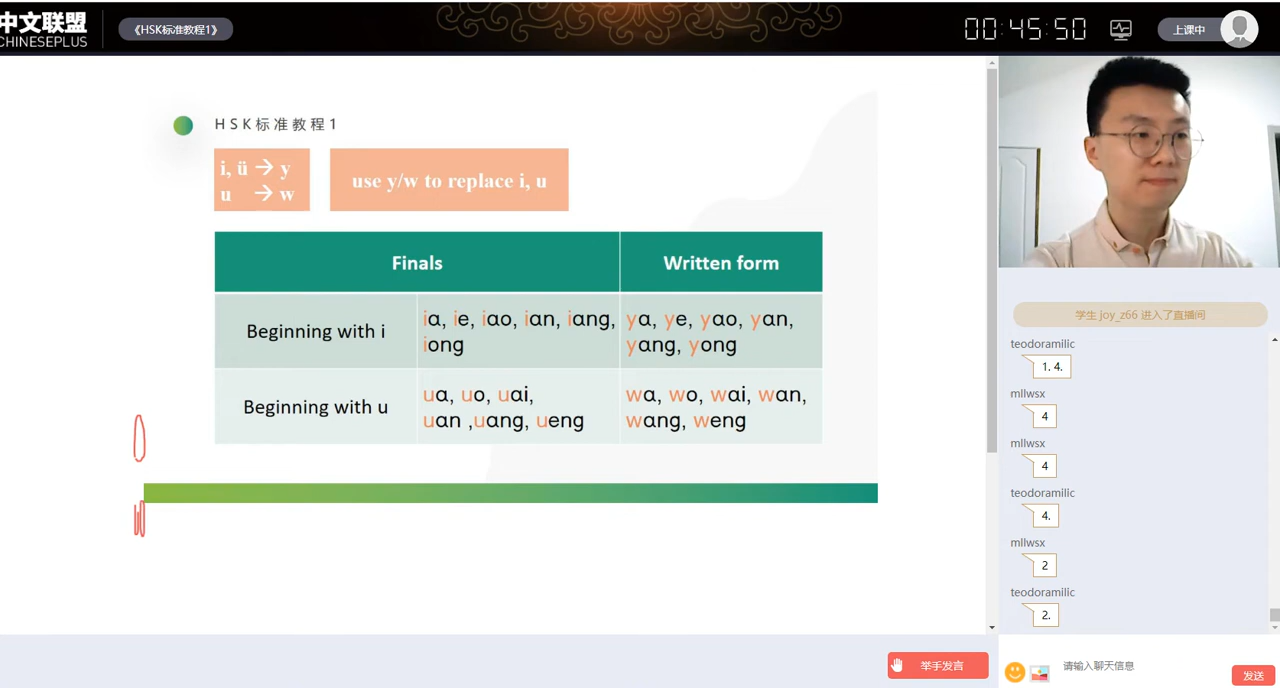 中文联盟
CHINESEPLUS
《HSK标准教程1》
00:45:50
上课中
HSK标准教程1
i, ü → y
u → w
use y/w to replace i, u
Finals
Written form
Beginning with i
iɑ, ie, iɑo, iɑn, iɑng,
iong
yɑ, ye, yɑo, yɑn,
yɑng, yong
Beginning with u
uɑ, uo, uɑi,
uɑn ,uɑng, ueng
wɑ, wo, wɑi, wɑn,
wɑng, weng
学生 joy_z66 进入了直播间
teodoramilic
1. 4.
mllwsx
4
mllwsx
4
teodoramilic
4.
mllwsx
2
teodoramilic
2.
举手发言
请输入聊天信息
发送